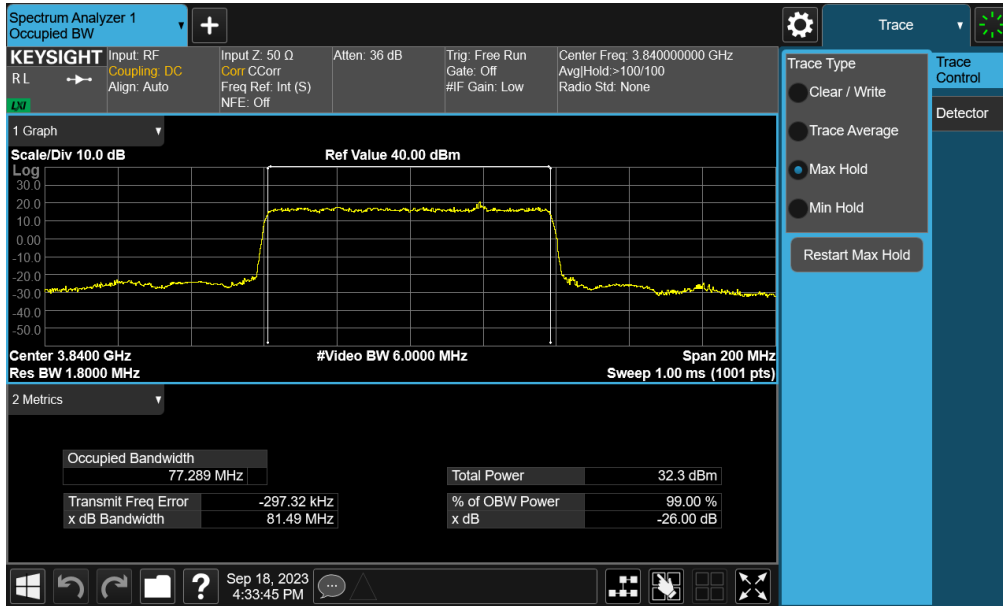 Spectrum Analyzer 1
Occupied BW
Trace
KEYSIGHT
RL
LXI
Input: RF
Coupling: DC
Align: Auto
Input Z: 50 Ω
Corr CCorr
Freq Ref: Int (S)
NFE: Off
Atten: 36 dB
Trig: Free Run
Gate: Off
#IF Gain: Low
Center Freq: 3.840000000 GHz
Avg|Hold:>100/100
Radio Std: None
Trace Type
Clear / Write
Trace Average
Max Hold
Min Hold
Restart Max Hold
Trace
Control
Detector
1 Graph
Scale/Div 10.0 dB
Ref Value 40.00 dBm
Log
30.0
20.0
10.0
0.00
-10.0
-20.0
-30.0
-40.0
-50.0
Center 3.8400 GHz
#Video BW 6.0000 MHz
Span 200 MHz
Res BW 1.8000 MHz
Sweep 1.00 ms (1001 pts)
2 Metrics
Occupied Bandwidth
77.289 MHz
Total Power 32.3 dBm
Transmit Freq Error -297.32 kHz
% of OBW Power 99.00 %
x dB Bandwidth 81.49 MHz
x dB -26.00 dB
?
Sep 18, 2023
4:33:45 PM